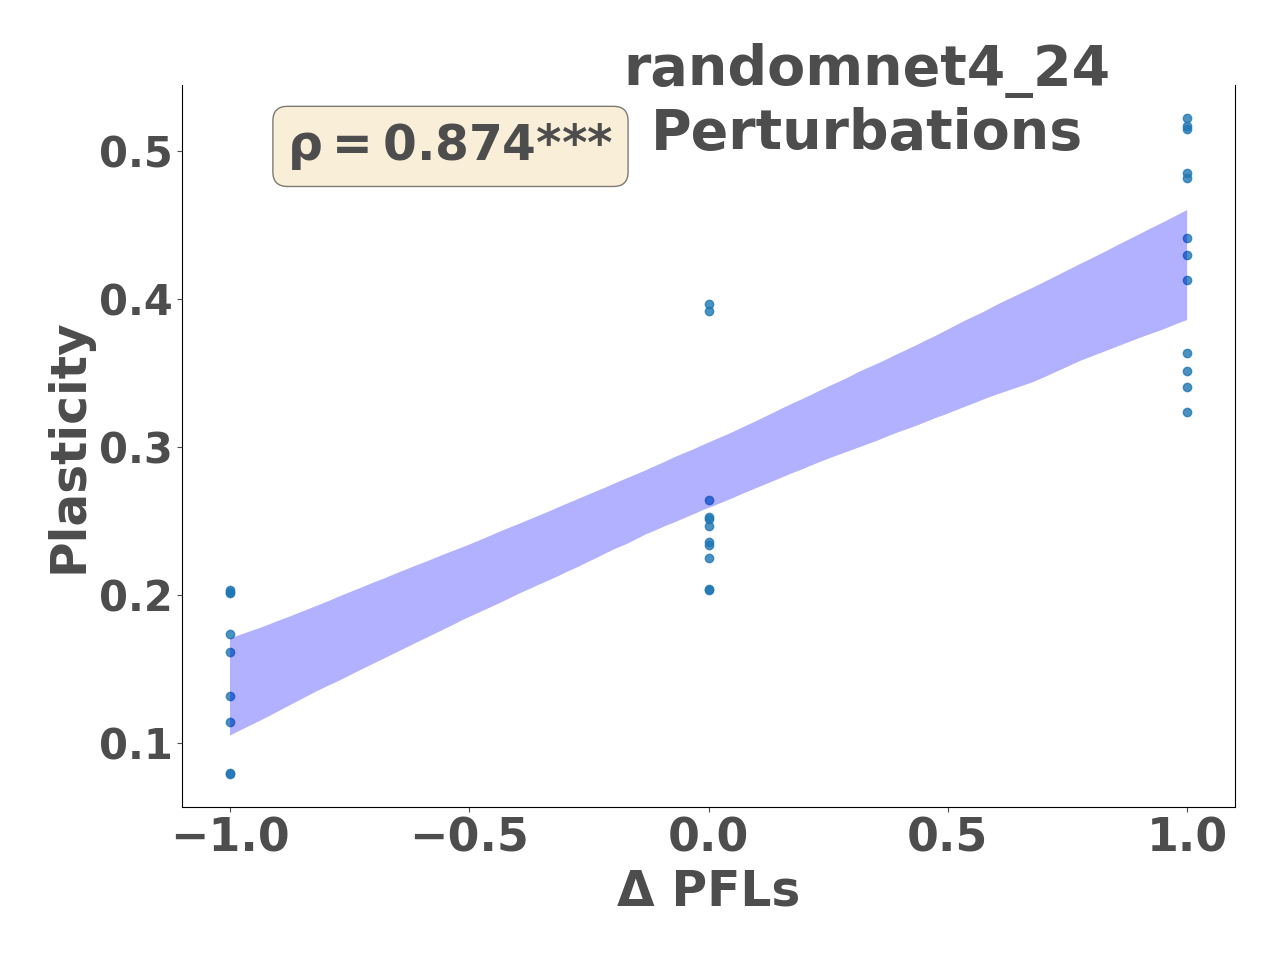 randomnet4_24
Perturbations
ρ = 0.874***
0.5
0.4
0.3
0.2
0.1
Plasticity
−1.0
−0.5
0.0
0.5
1.0
Δ PFLs